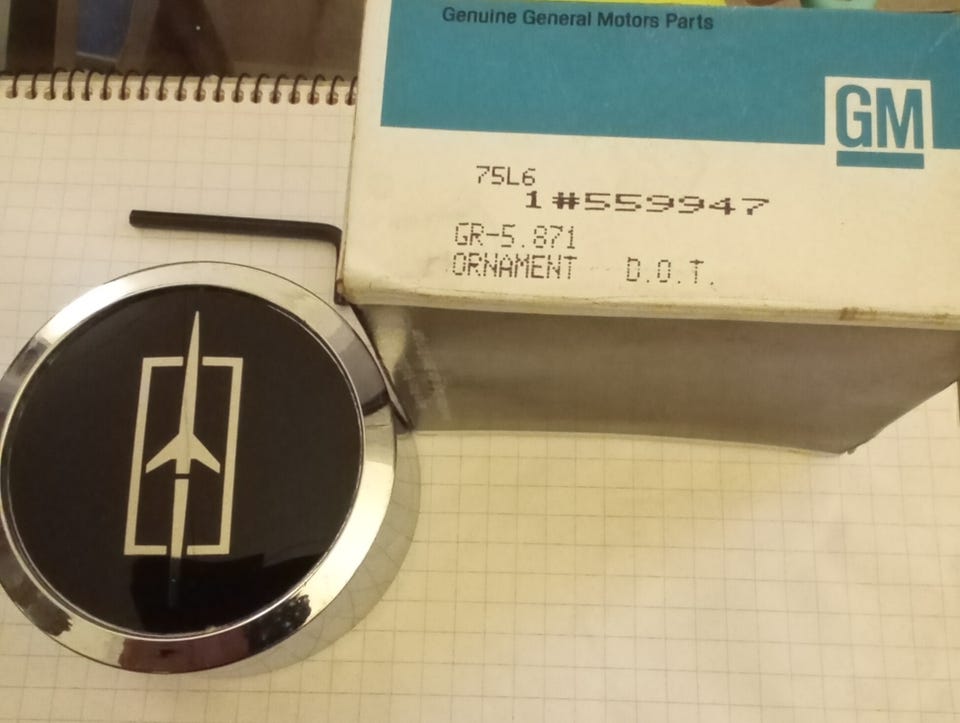 Genuine General Motors Parts
GM
75L6
1#559947
GR-5.871
ORNAMENT D.O.T.